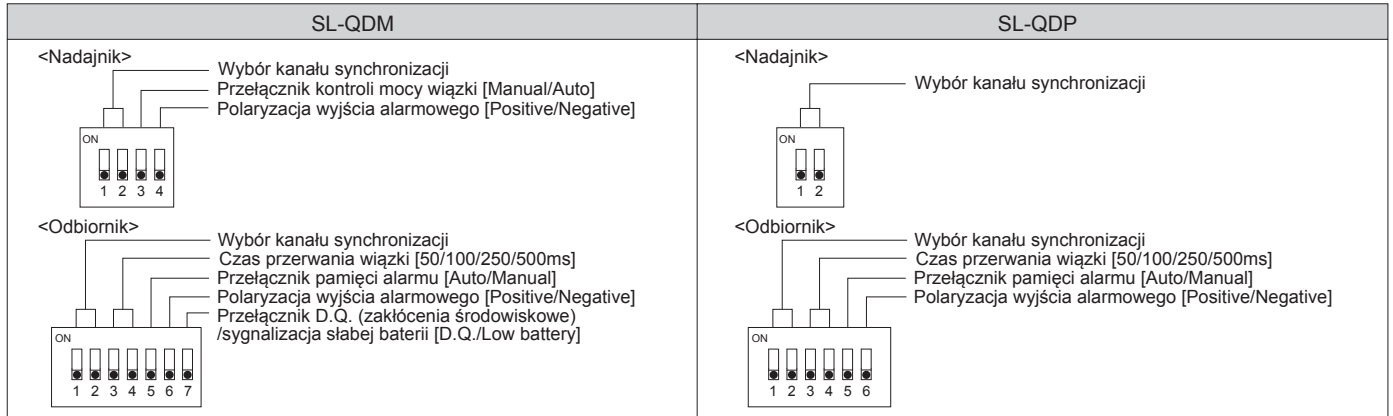 SL-QDM
<Nadajnik>
Wybór kanału synchronizacji
Przełącznik kontroli mocy wiązki [Manual/Auto]
Polaryzacja wyjścia alarmowego [Positive/Negative]
ON
1 2 3 4
<Odbiornik>
Wybór kanału synchronizacji
Czas przerwania wiązki [50/100/250/500ms]
Przełącznik pamięci alarmu [Auto/Manual]
Polaryzacja wyjścia alarmowego [Positive/Negative]
Przełącznik D.Q. (zakłócenia środowiskowe)
/sygnalizacja słabej baterii [D.Q./Low battery]
ON
1 2 3 4 5 6 7
SL-QDP
<Nadajnik>
Wybór kanału synchronizacji
ON
1 2
<Odbiornik>
Wybór kanału synchronizacji
Czas przerwania wiązki [50/100/250/500ms]
Przełącznik pamięci alarmu [Auto/Manual]
Polaryzacja wyjścia alarmowego [Positive/Negative]
ON
1 2 3 4 5 6